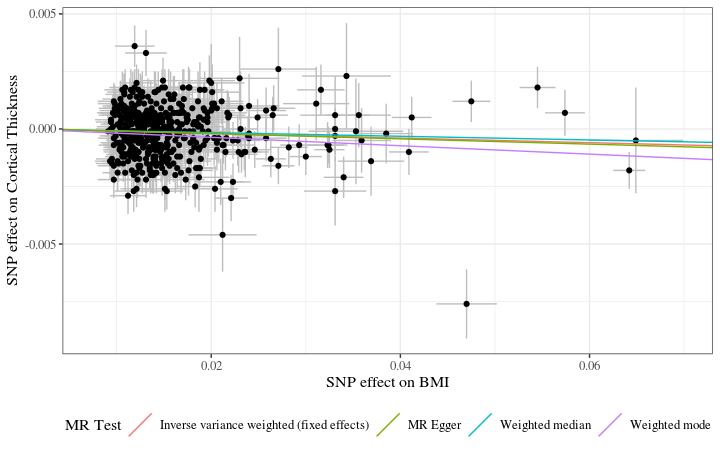 0.005
0.000
-0.005
SNP effect on Cortical Thickness
0.02
0.04
0.06
SNP effect on BMI
MR Test
Inverse variance weighted (fixed effects)
MR Egger
Weighted median
Weighted mode